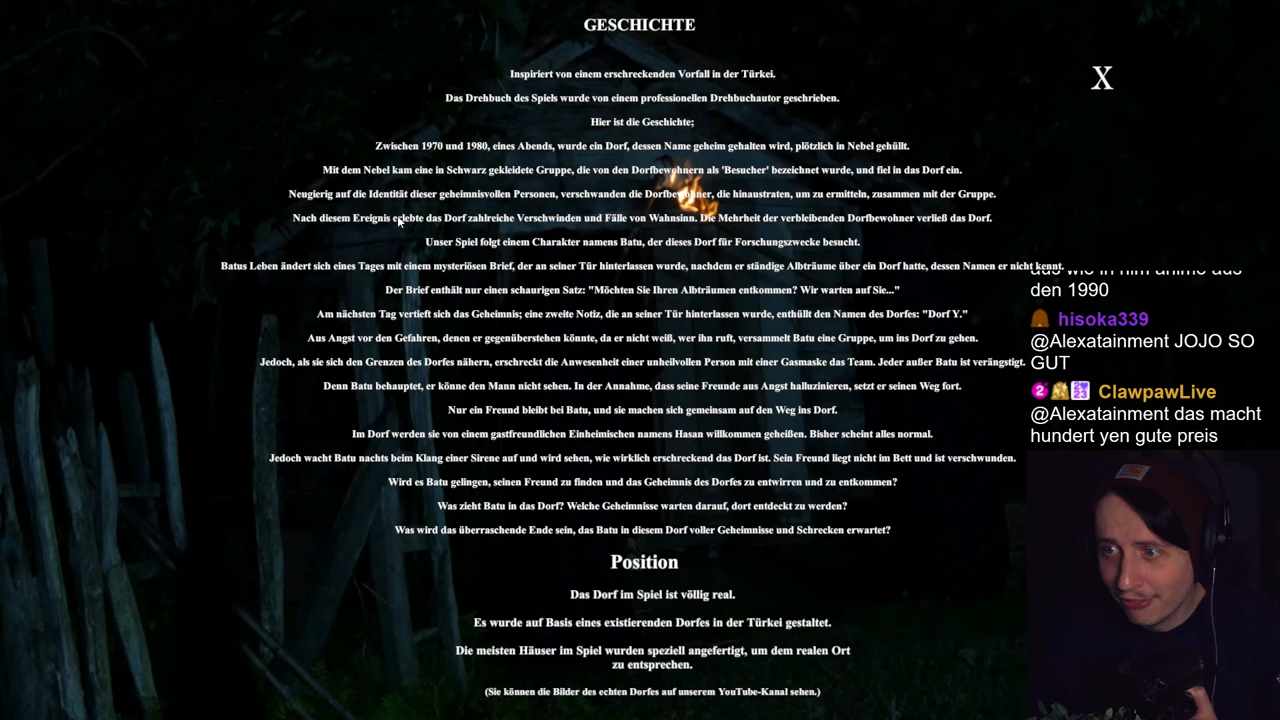 GESCHICHTE
X
Inspiriert von einem erschreckenden Vorfall in der Türkei.
Das Drehbuch des Spiels wurde von einem professionellen Drehbuchautor geschrieben.
Hier ist die Geschichte;
Zwischen 1970 und 1980, eines Abends, wurde ein Dorf, dessen Name geheim gehalten wird, plötzlich in Nebel gehüllt.
Mit dem Nebel kam eine in Schwarz gekleidete Gruppe, die von den Dorfbewohnern als 'Besucher' bezeichnet wurde, und fiel in das Dorf ein.
Neugierig auf die Identität dieser geheimnisvollen Personen, verschwanden die Dorfbewohner, die hinaustraten, um zu ermitteln, zusammen mit der Gruppe.
Nach diesem Ereignis erlebte das Dorf zahlreiche Verschwinden und Fälle von Wahnsinn. Die Mehrheit der verbleibenden Dorfbewohner verließ das Dorf.
Unser Spiel folgt einem Charakter namens Batu, der dieses Dorf für Forschungszwecke besucht.
Batus Leben ändert sich eines Tages mit einem mysteriösen Brief, der an seiner Tür hinterlassen wurde, nachdem er ständige Albträume über ein Dorf hatte, dessen Namen er nicht kennt.
Der Brief enthält nur einen schaurigen Satz: "Möchten Sie Ihren Albträumen entkommen? Wir warten auf Sie..."
Am nächsten Tag vertieft sich das Geheimnis; eine zweite Notiz, die an seiner Tür hinterlassen wurde, enthüllt den Namen des Dorfes: "Dorf Y."
Aus Angst vor den Gefahren, denen er gegenüberstehen könnte, da er nicht weiß, wer ihn ruft, versammelt Batu eine Gruppe, um ins Dorf zu gehen.
Jedoch, als sie sich den Grenzen des Dorfes nähern, erschreckt die Anwesenheit einer unheilvollen Person mit einer Gasmaske das Team. Jeder außer Batu ist verängstigt.
Denn Batu behauptet, er könne den Mann nicht sehen. In der Annahme, dass seine Freunde aus Angst halluzinieren, setzt er seinen Weg fort.
Nur ein Freund bleibt bei Batu, und sie machen sich gemeinsam auf den Weg ins Dorf.
Im Dorf werden sie von einem gastfreundlichen Einheimischen namens Hasan willkommen geheißen. Bisher scheint alles normal.
Jedoch wacht Batu nachts beim Klang einer Sirene auf und wird sehen, wie wirklich erschreckend das Dorf ist. Sein Freund liegt nicht im Bett und ist verschwunden.
Wird es Batu gelingen, seinen Freund zu finden und das Geheimnis des Dorfes zu entwirren und zu entkommen?
Was zieht Batu in das Dorf? Welche Geheimnisse warten darauf, dort entdeckt zu werden?
Was wird das überraschende Ende sein, das Batu in diesem Dorf voller Geheimnisse und Schrecken erwartet?
Position
Das Dorf im Spiel ist völlig real.
Es wurde auf Basis eines existierenden Dorfes in der Türkei gestaltet.
Die meisten Häuser im Spiel wurden speziell angefertigt, um dem realen Ort
zu entsprechen.
(Sie können die Bilder des echten Dorfes auf unserem YouTube-Kanal sehen.)
den 1990
hisoka339
@Alexatainment JOJO SO
GUT
ClawpawLive
@Alexatainment das macht
hundert yen gute preis